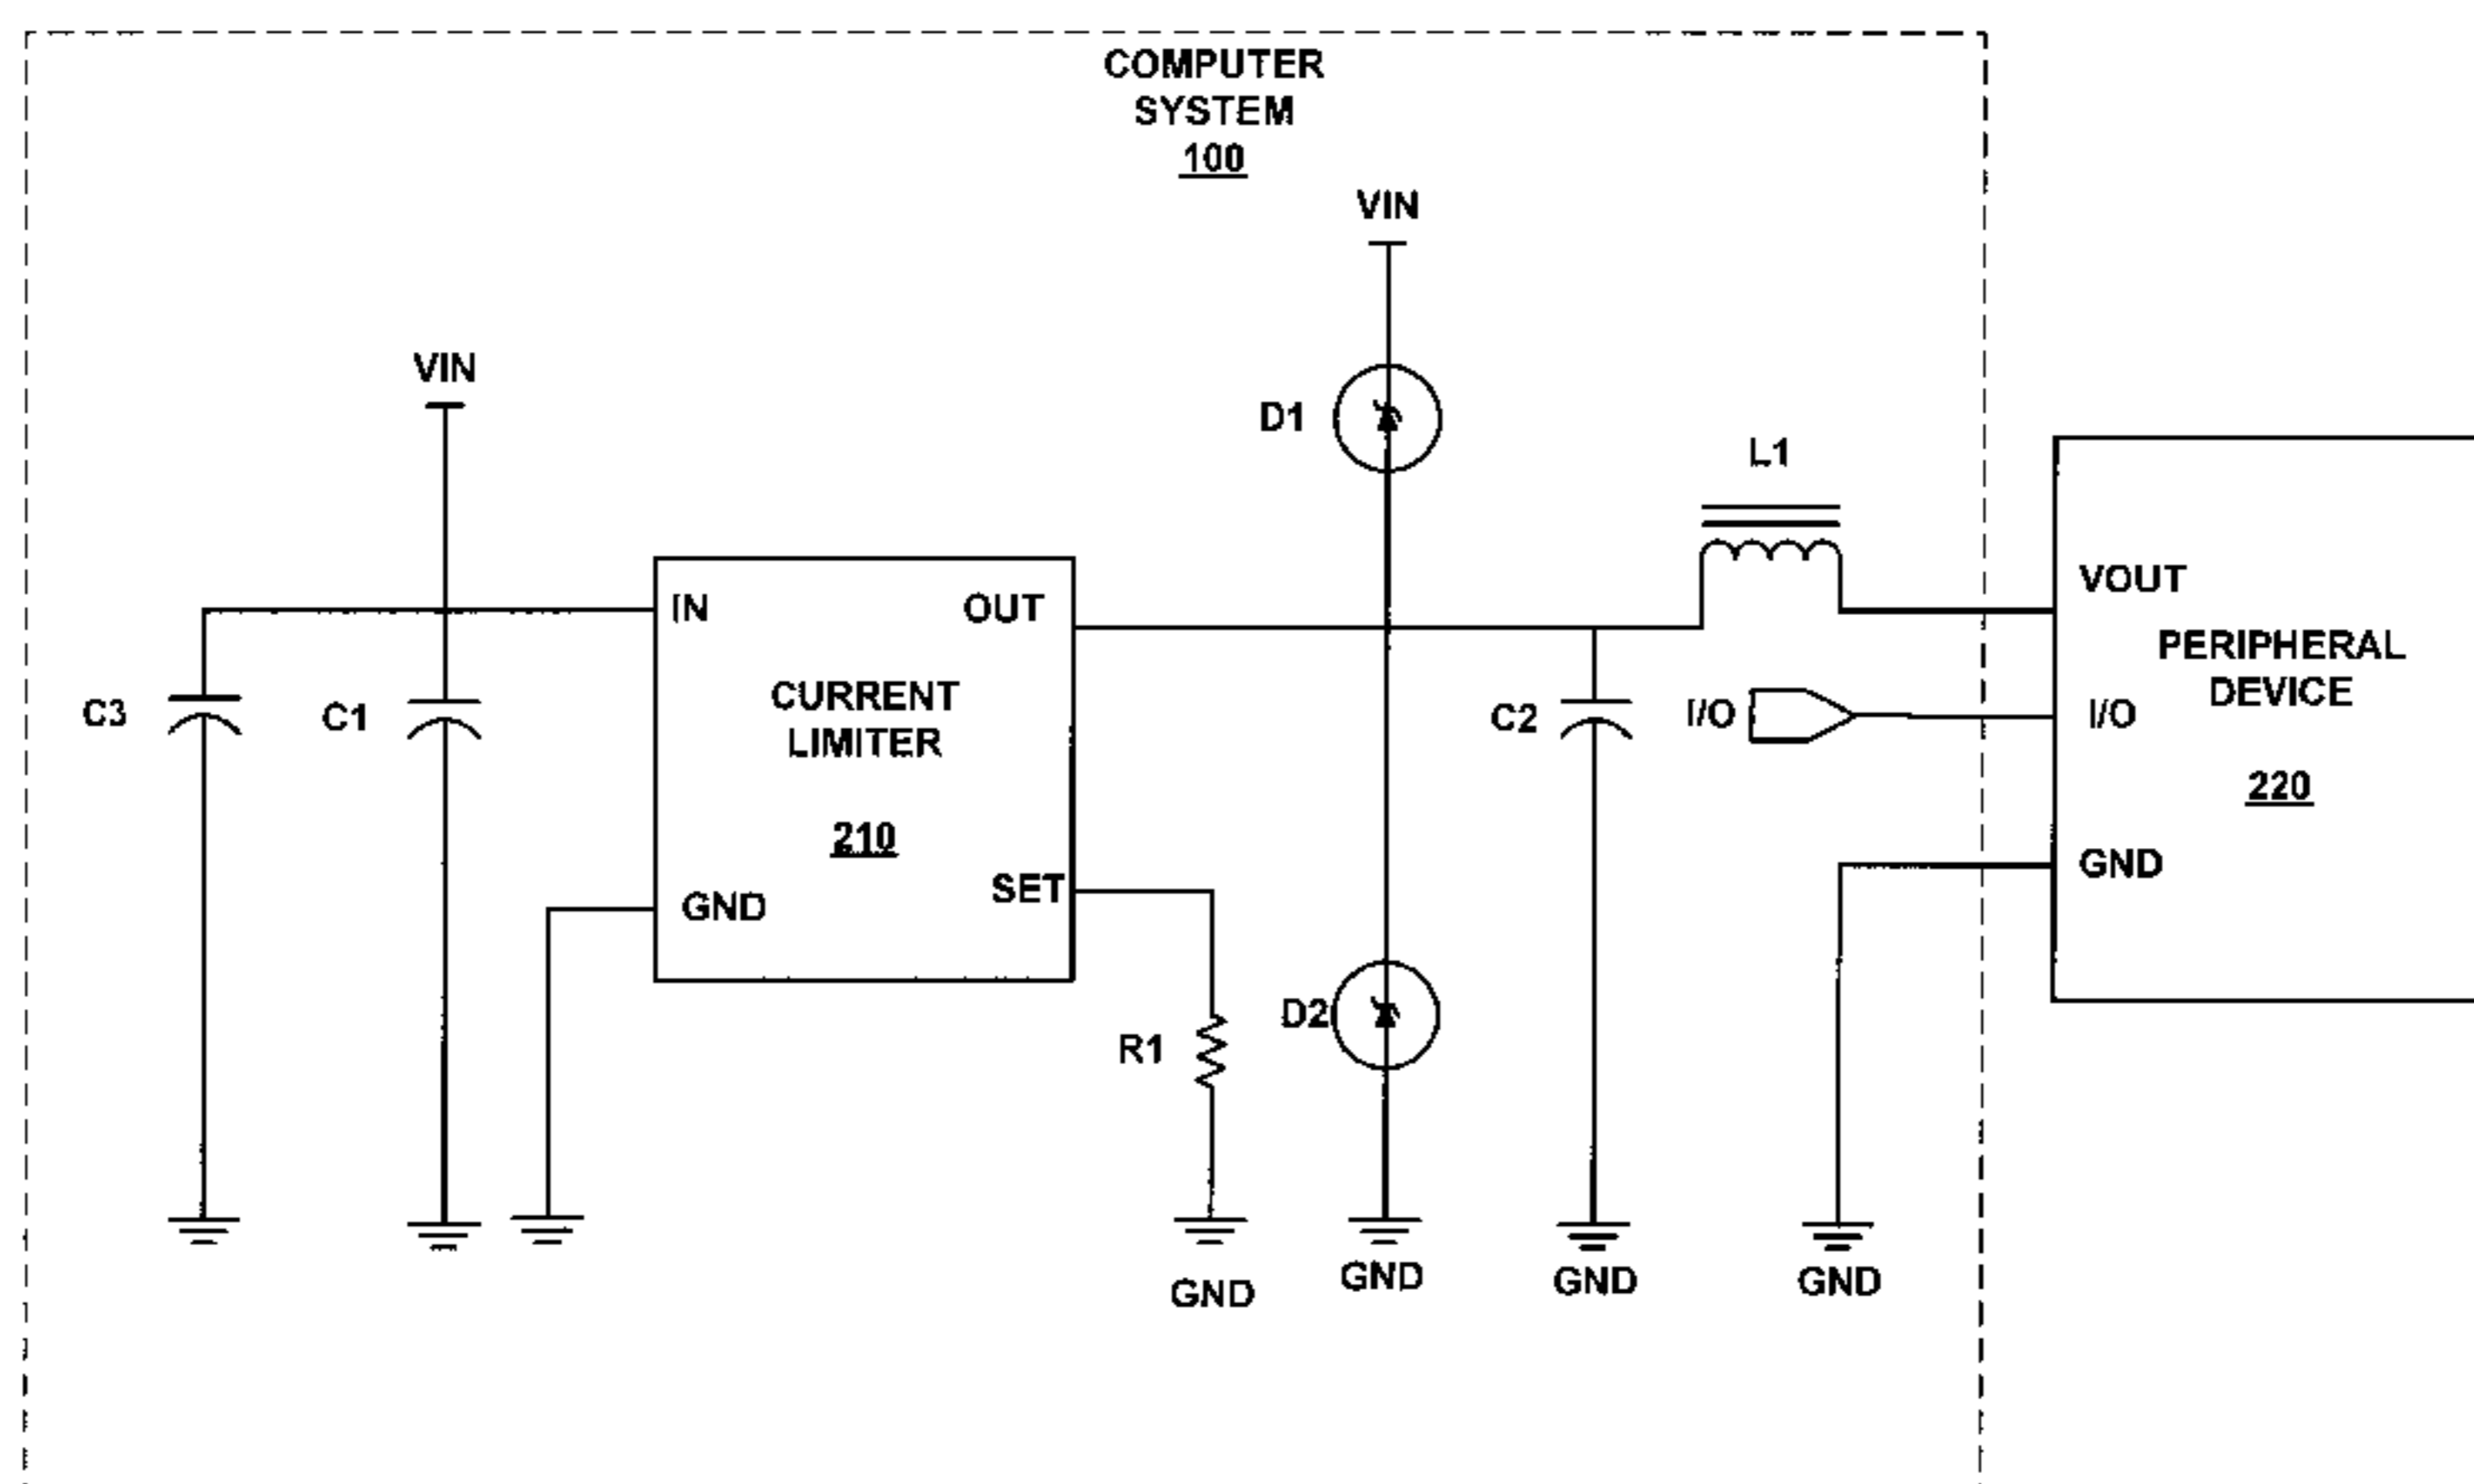 COMPUTER
SYSTEM
100
VIN
VIN
D1
L1
IN
OUT
VOUT
PERIPHERAL
DEVICE
C3
C1
CURRENT
LIMITER
C2
I/O
I/O
220
210
GND
SET
GND
D2
R1
GND
GND
GND
GND